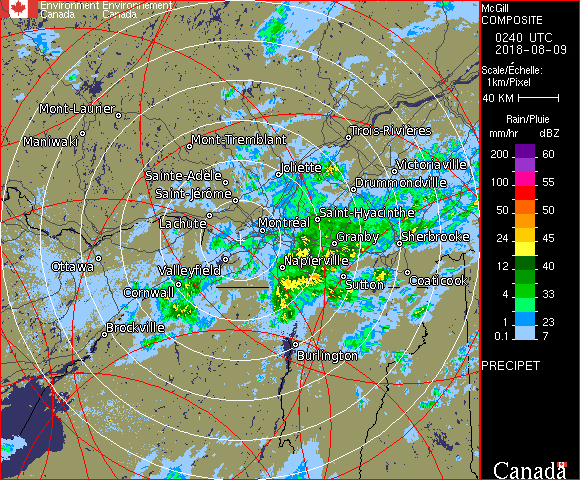 Environment Environnement
Canada Canada
McGill
COMPOSITE
0240 UTC
2018-08-09
Scale/Échelle:
1km/Pixel
40 KM
Rain/Pluie
mm/hr dBZ
200 60
100 55
50 50
24 45
12 40
4 33
1 23
0.1 7
PRECIPET
Canada
Mont-Laurier
Maniwaki
Mont-Tremblant
Trois-Rivières
Sainte-Adèle
Joliette
Victoriaville
Saint-Jérôme
Drummondville
Lachute
Montréal
Saint-Hyacinthe
Granby
Sherbrooke
Ottawa
Valleyfield
Napierville
Cornwall
Sutton
Coaticook
Brockville
Burlington